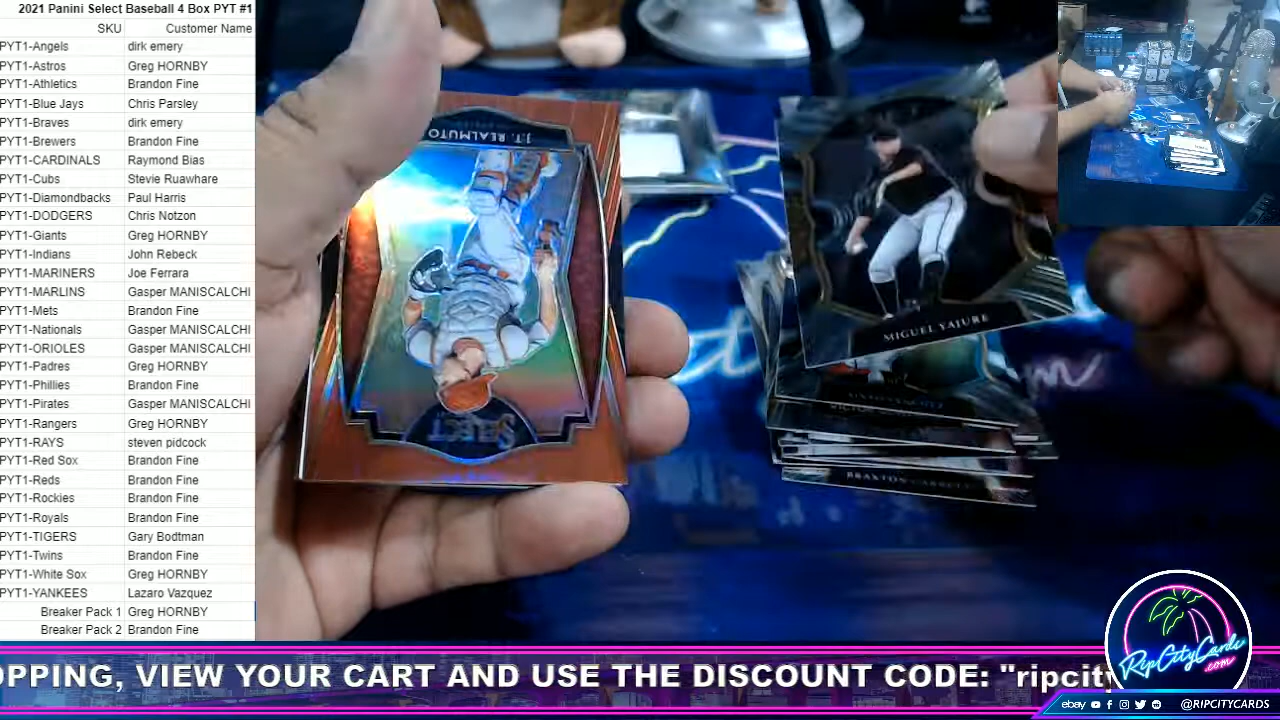 2021 Panini Select Baseball 4 Box PYT #1
SKU Customer Name
PYT1-Angels dirk emery
PYT1-Astros Greg HORNBY
PYT1-Athletics Brandon Fine
PYT1-Blue Jays Chris Parsley
PYT1-Braves dirk emery
PYT1-Brewers Brandon Fine
PYT1-CARDINALS Raymond Bias
PYT1-Cubs Stevie Ruawhare
PYT1-Diamondbacks Paul Harris
PYT1-DODGERS Chris Notzon
PYT1-Giants Greg HORNBY
PYT1-Indians John Rebeck
PYT1-MARINERS Joe Ferrara
PYT1-MARLINS Gasper MANISCALCHI
PYT1-Mets Brandon Fine
PYT1-Nationals Gasper MANISCALCHI
PYT1-ORIOLES Gasper MANISCALCHI
PYT1-Padres Greg HORNBY
PYT1-Phillies Brandon Fine
PYT1-Pirates Gasper MANISCALCHI
PYT1-Rangers Greg HORNBY
PYT1-RAYS steven pidcock
PYT1-Red Sox Brandon Fine
PYT1-Reds Brandon Fine
PYT1-Rockies Brandon Fine
PYT1-Royals Brandon Fine
PYT1-TIGERS Gary Bodtman
PYT1-Twins Brandon Fine
PYT1-White Sox Greg HORNBY
PYT1-YANKEES Lazaro Vazquez
Breaker Pack 1 Greg HORNBY
Breaker Pack 2 Brandon Fine
J.T. REALMUTO
SELECT
MIGUEL YAJURE
VICTOR
BRAXTON GARRETT
OPPING, VIEW YOUR CART AND USE THE DISCOUNT CODE: "ripcity
RipCityCards
.com
ebay @RIPCITYCARDS